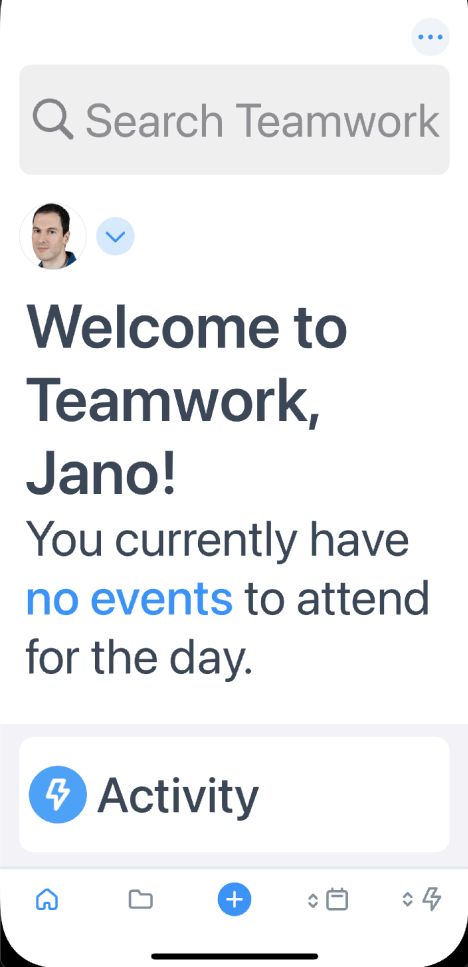 Search Teamwork
Welcome to
Teamwork,
Jano!
You currently have
no events to attend
for the day.
Activity